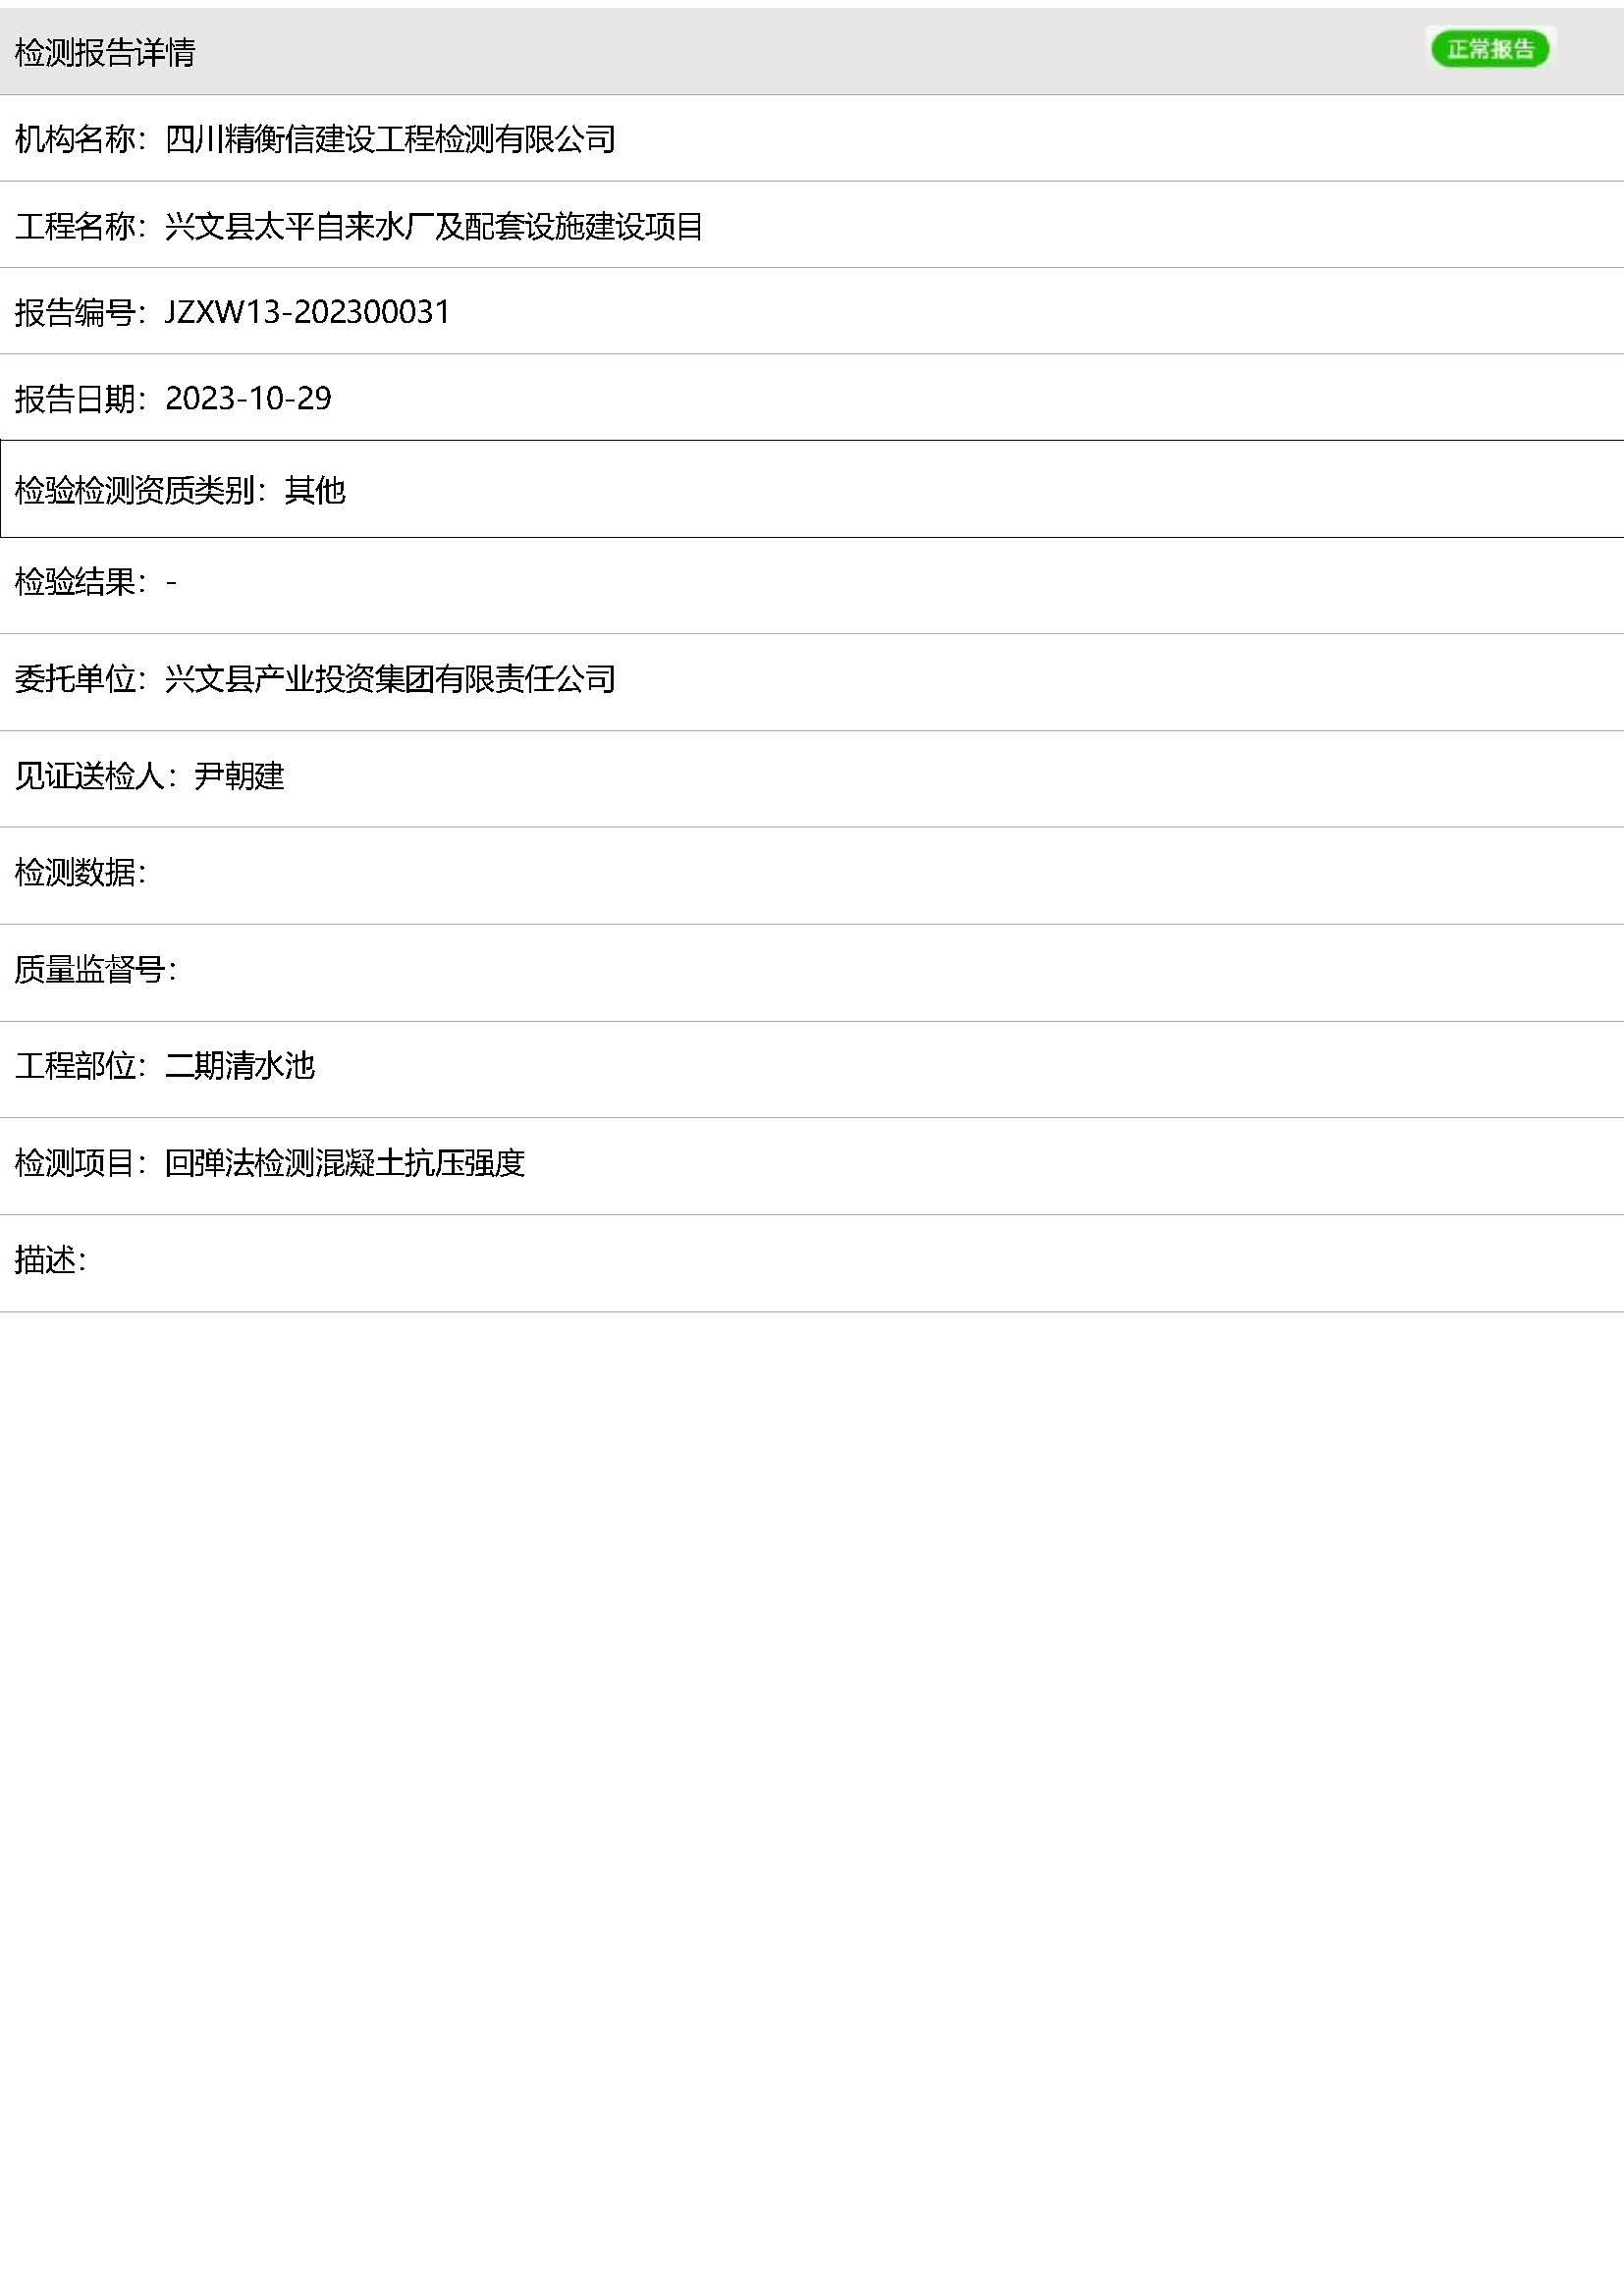 检测报告详情 正常报告
机构名称：四川精衡信建设工程检测有限公司
工程名称：兴文县太平自来水厂及配套设施建设项目
报告编号：JZXW13-202300031
报告日期：2023-10-29
检验检测资质类别：其他
检验结果：-
委托单位：兴文县产业投资集团有限责任公司
见证送检人：尹朝建
检测数据：
质量监督号：
工程部位：二期清水池
检测项目：回弹法检测混凝土抗压强度
描述：